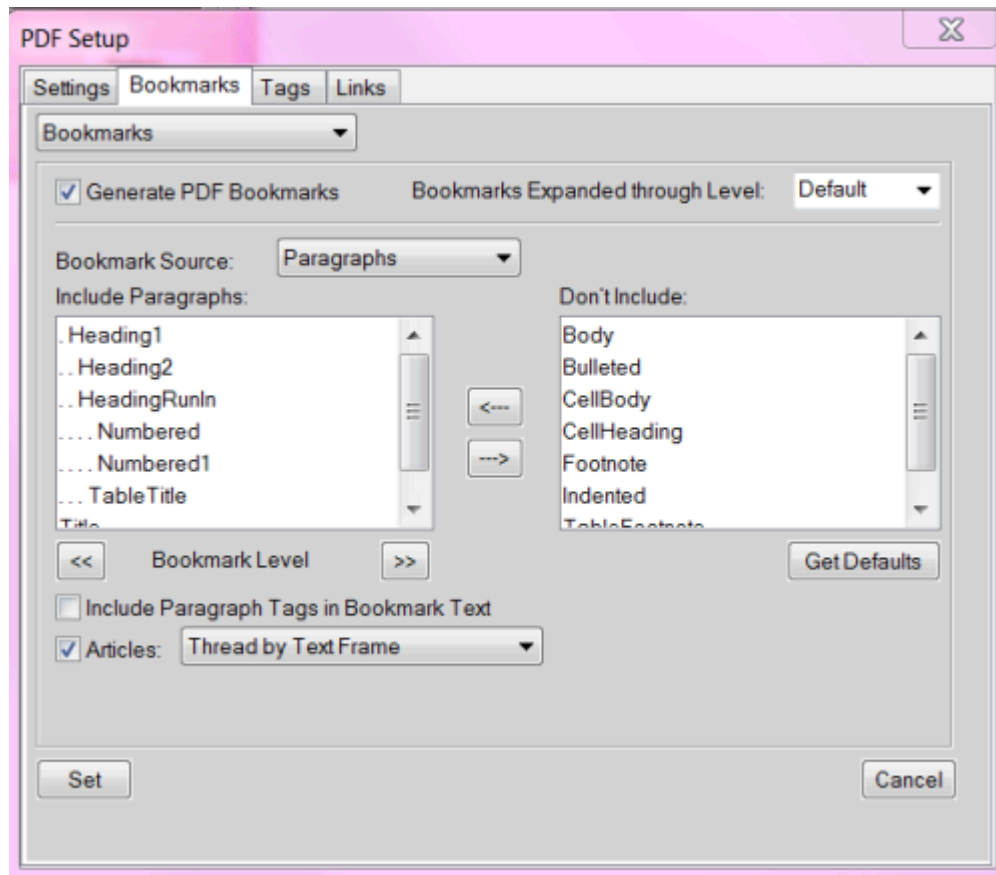 PDF Setup
Settings Bookmarks Tags Links
Bookmarks
Generate PDF Bookmarks Bookmarks Expanded through Level: Default
Bookmark Source: Paragraphs
Include Paragraphs:
. Heading1
. . Heading2
. . HeadingRunIn
. . . . Numbered
. . . . Numbered1
. . . TableTitle
Title
<---
--->
Don't Include:
Body
Bulleted
CellBody
CellHeading
Footnote
Indented
TableFootnote
<< Bookmark Level >> Get Defaults
Include Paragraph Tags in Bookmark Text
Articles: Thread by Text Frame
Set Cancel